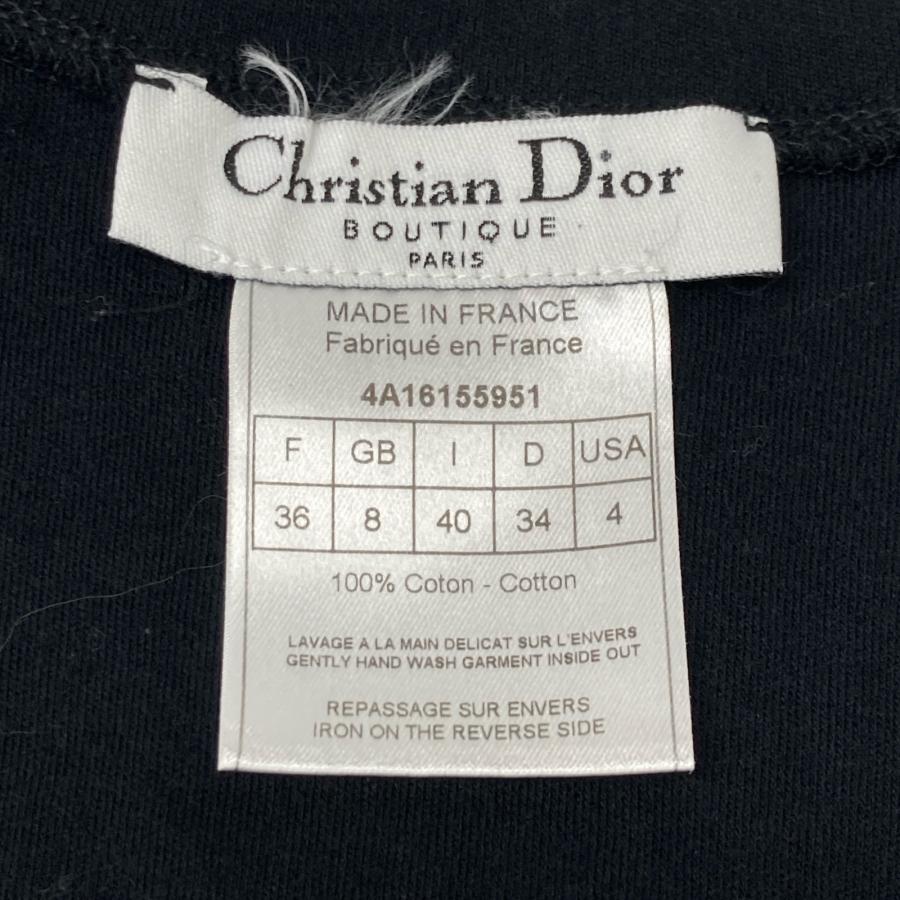 Christian Dior
BOUTIQUE
PARIS
MADE IN FRANCE
Fabriqué en France
4A16155951
F GB I D USA
36 8 40 34 4
100% Coton - Cotton
LAVAGE A LA MAIN DELICAT SUR L'ENVERS
GENTLY HAND WASH GARMENT INSIDE OUT
REPASSAGE SUR ENVERS
IRON ON THE REVERSE SIDE